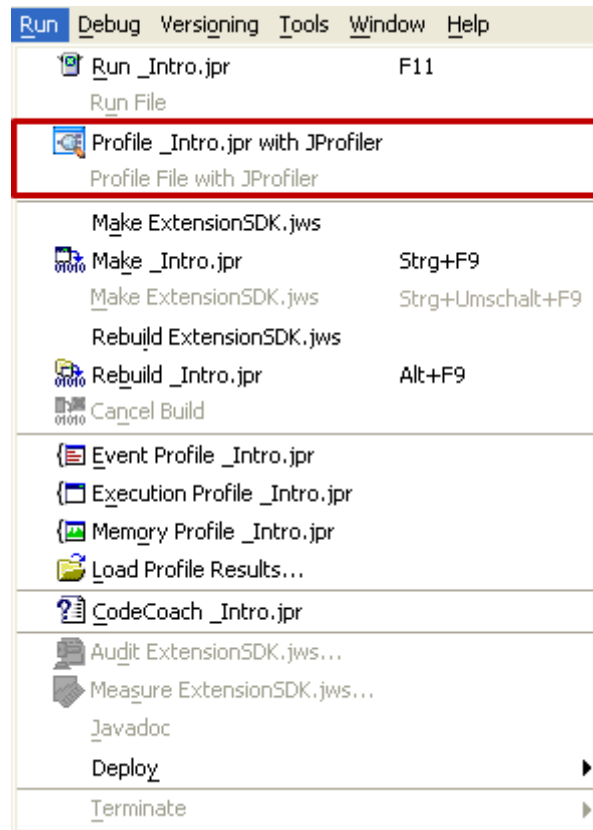 Run Debug Versioning Tools Window Help
Run _Intro.jpr F11
Run File
Profile _Intro.jpr with JProfiler
Profile File with JProfiler
Make ExtensionSDK.jws
Make _Intro.jpr Strg+F9
Make ExtensionSDK.jws Strg+Umschalt+F9
Rebuild ExtensionSDK.jws
Rebuild _Intro.jpr Alt+F9
Cancel Build
Event Profile _Intro.jpr
Execution Profile _Intro.jpr
Memory Profile _Intro.jpr
Load Profile Results...
CodeCoach _Intro.jpr
Audit ExtensionSDK.jws...
Measure ExtensionSDK.jws...
Javadoc
Deploy
Terminate